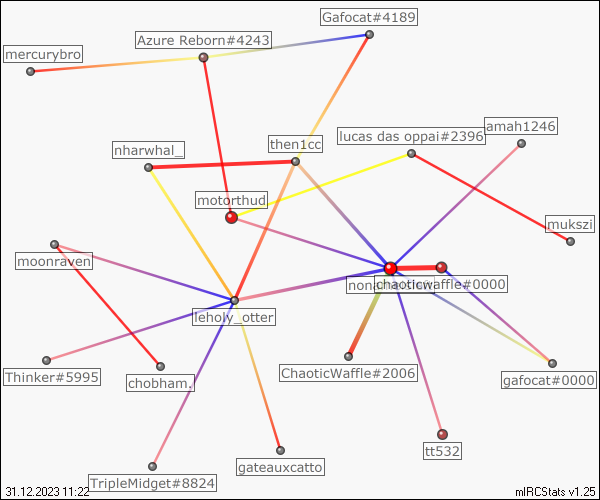 Gafocat#4189
Azure Reborn#4243
mercurybro
amah1246
lucas das oppai#2396
then1cc
nharwhal_
motorthud
mukszi
moonraven
chaoticwaffle#0000
leholy_otter
ChaoticWaffle#2006
Thinker#5995
chobham.
gafocat#0000
tt532
gateauxcatto
TripleMidget#8824
31.12.2023 11:22
mIRCStats v1.25